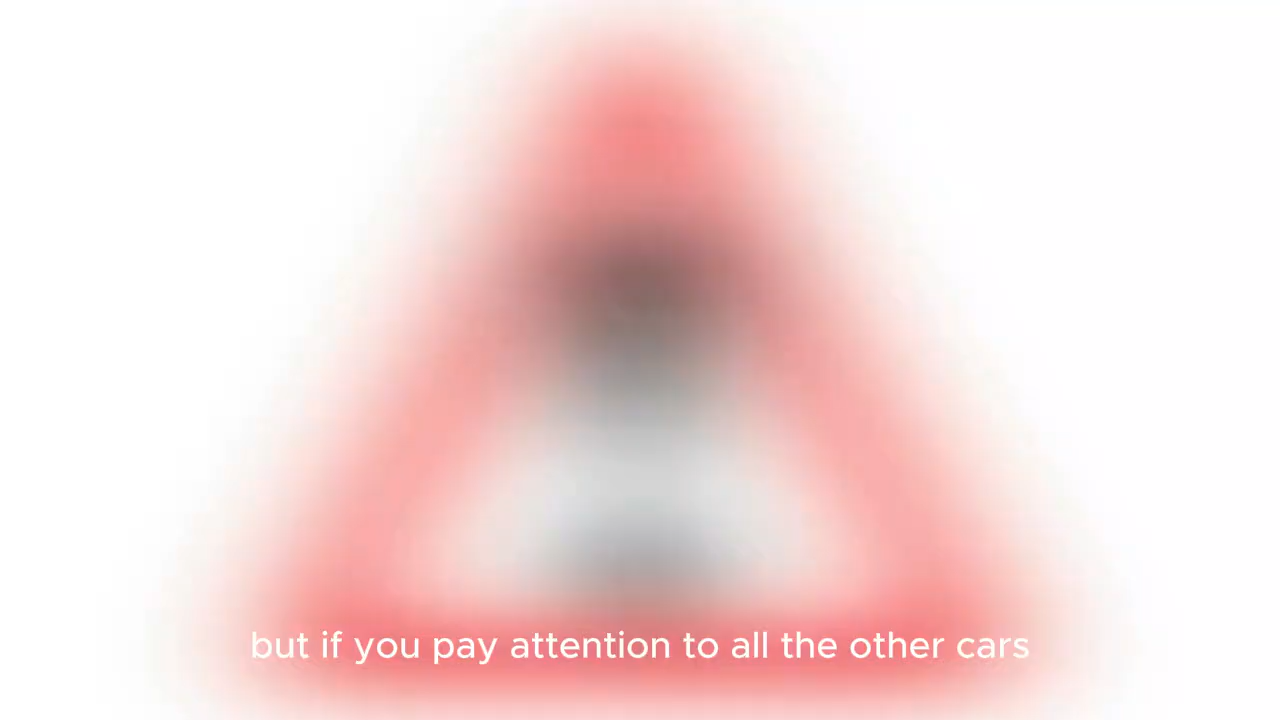 but if you pay attention to all the other cars